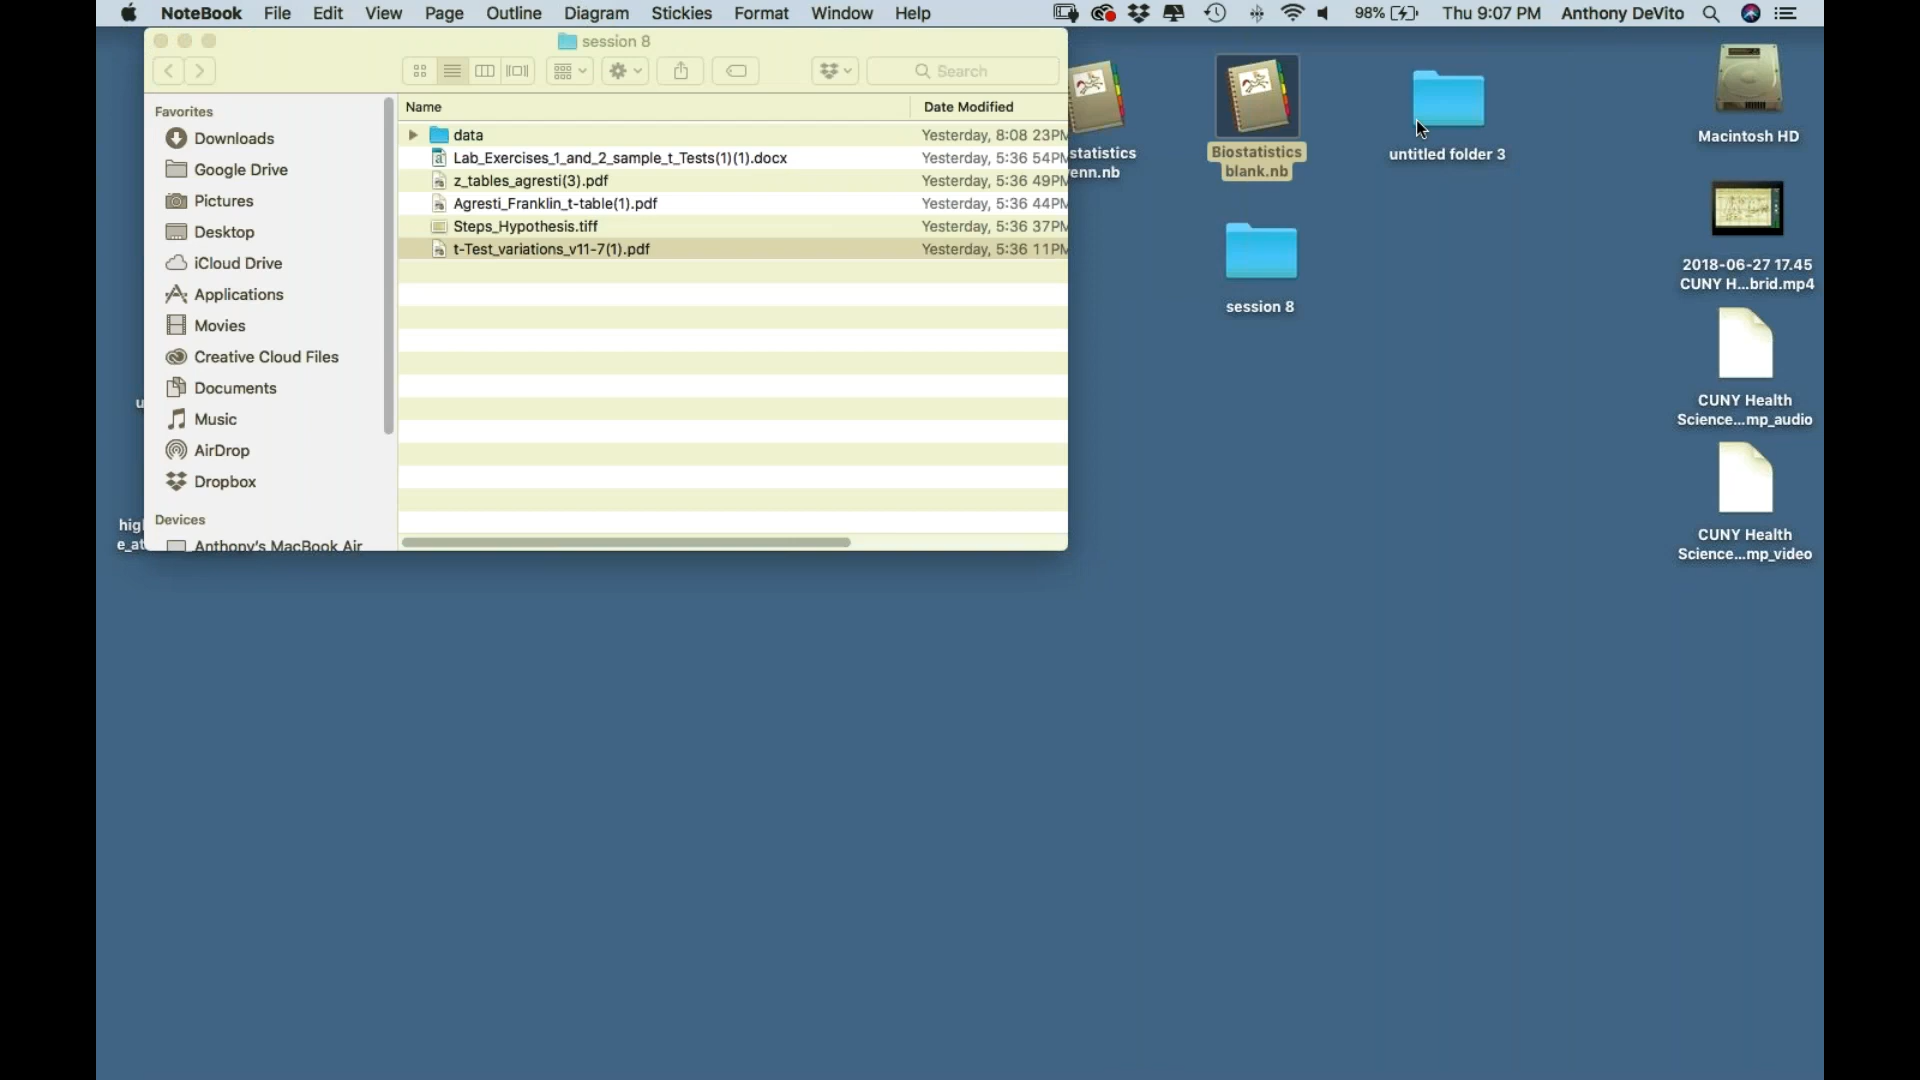 NoteBook File Edit View Page Outline Diagram Stickies Format Window Help 98% Thu 9:07 PM Anthony DeVito
session 8
Search
Favorites
Downloads
Google Drive
Pictures
Desktop
iCloud Drive
Applications
Movies
Creative Cloud Files
Documents
Music
AirDrop
Dropbox
Devices
Anthony's MacBook Air
Name Date Modified
data Yesterday, 8:08 23PM
Lab_Exercises_1_and_2_sample_t_Tests(1)(1).docx Yesterday, 5:36 54PM
z_tables_agresti(3).pdf Yesterday, 5:36 49PM
Agresti_Franklin_t-table(1).pdf Yesterday, 5:36 44PM
Steps_Hypothesis.tiff Yesterday, 5:36 37PM
t-Test_variations_v11-7(1).pdf Yesterday, 5:36 11PM
statistics
enn.nb
Biostatistics
blank.nb
untitled folder 3
session 8
Macintosh HD
2018-06-27 17.45
CUNY H...brid.mp4
CUNY Health
Science...mp_audio
CUNY Health
Science...mp_video